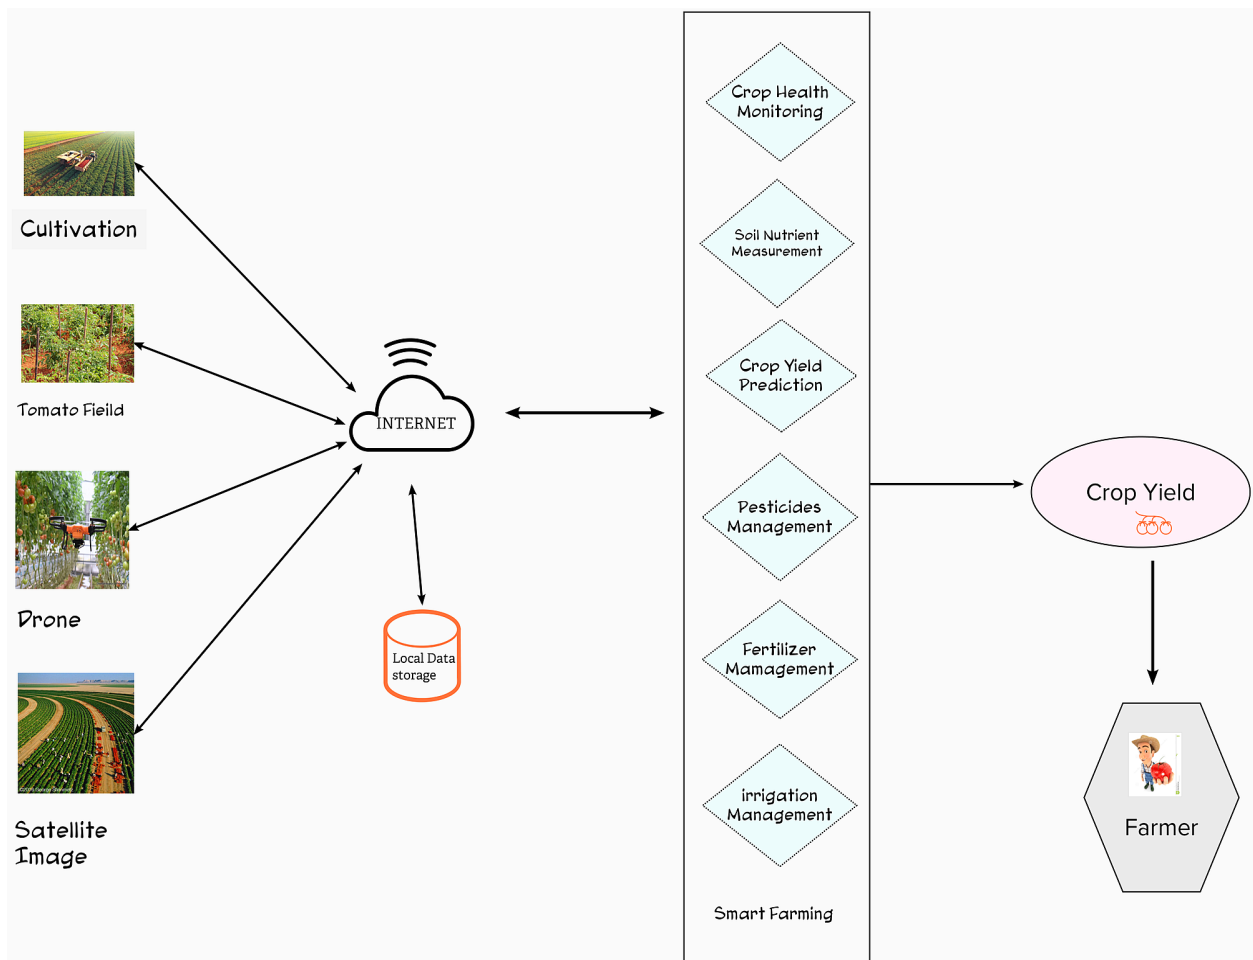 Cultivation
Tomato Fieild
Drone
Satellite
Image
INTERNET
Local Data
storage
Crop Health
Monitoring
Soil Nutrient
Measurement
Crop Yield
Prediction
Pesticides
Management
Fertilizer
Mamagement
irrigation
Management
Smart Farming
Crop Yield
Farmer